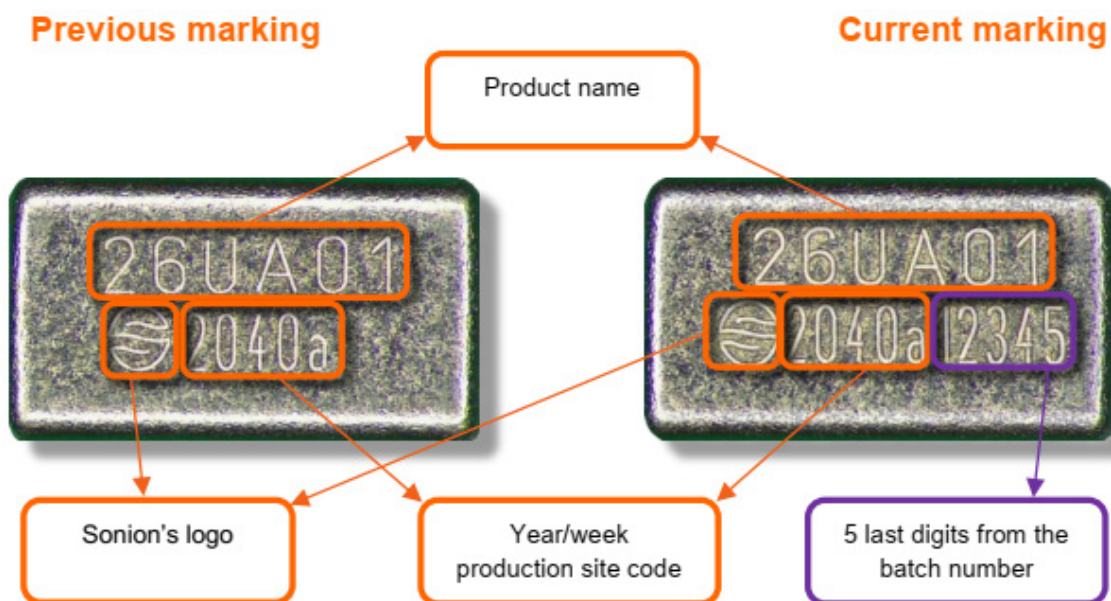 Previous marking
Current marking
Product name
26UA01
2040a
26UA01
2040a 12345
Sonion's logo
Year/week
production site code
5 last digits from the
batch number